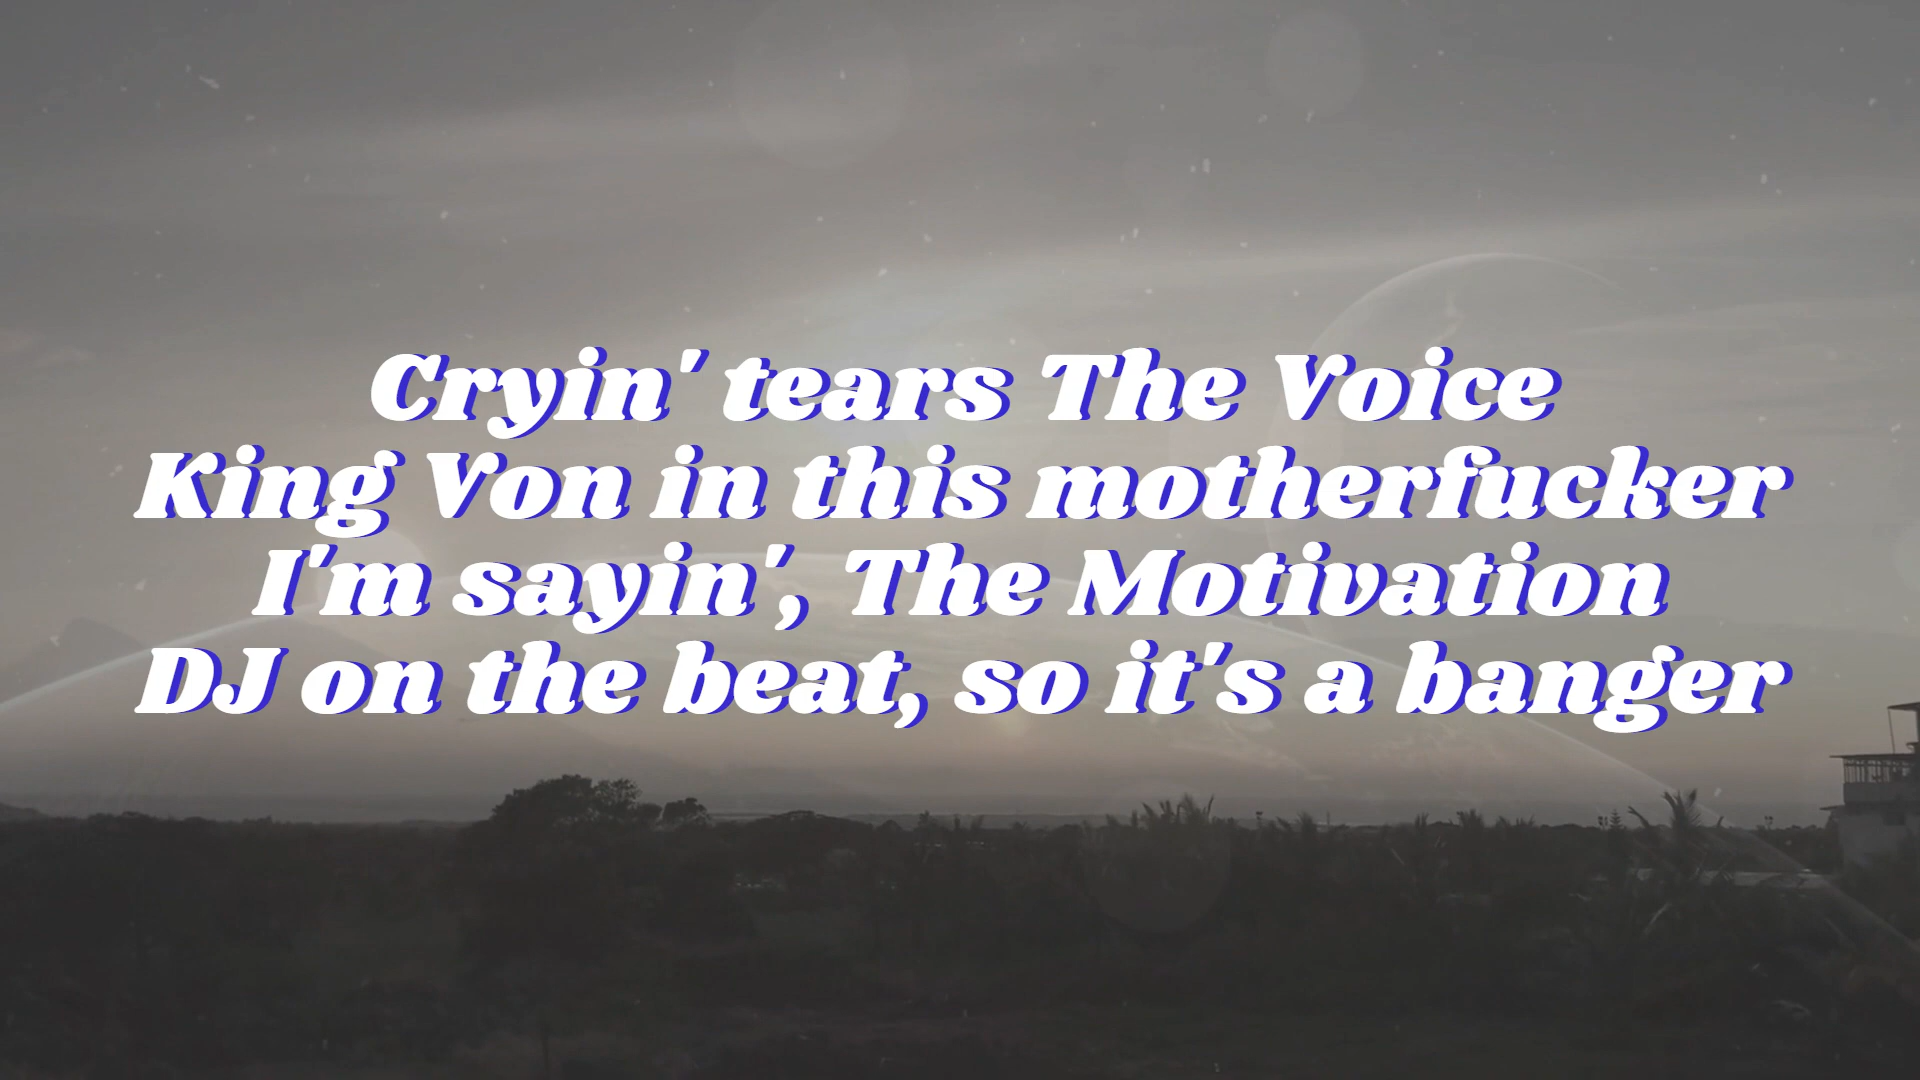 Cryin' tears The Voice
King Von in this motherfucker
I'm sayin', The Motivation
DJ on the beat, so it's a banger